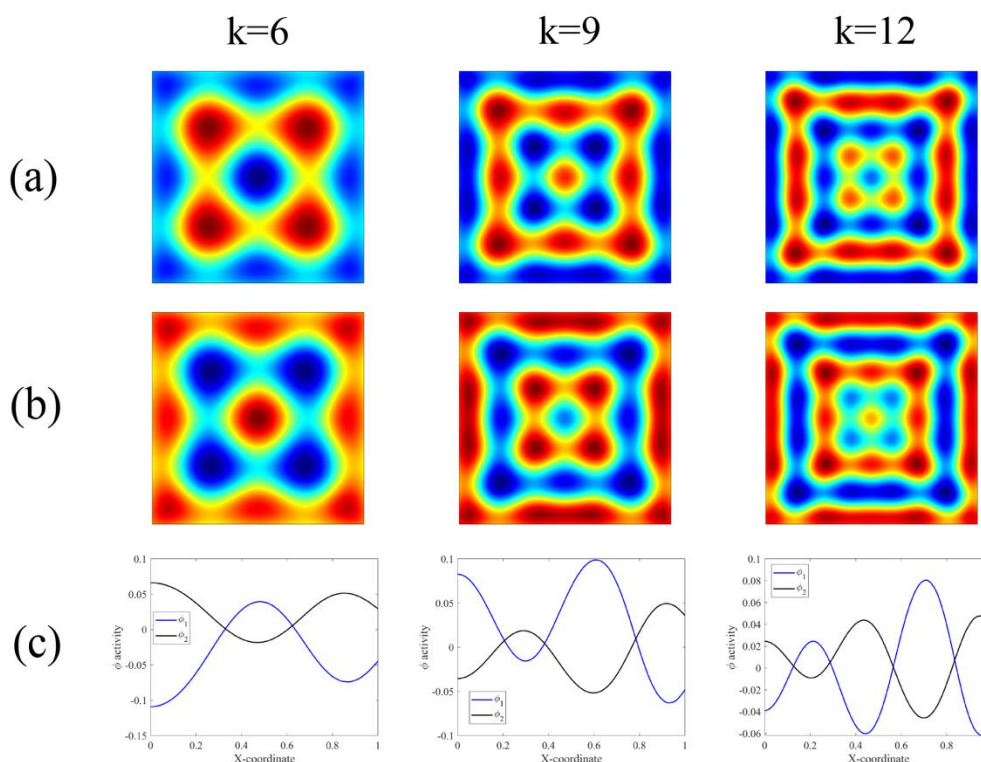 k=6 k=9 k=12
(a)
(b)
(c)
0.1
0.05
0
-0.05
-0.1
-0.15
0 0.2 0.4 0.6 0.8 1
X-coordinate
ϕ activity
ϕ₁
ϕ₂
0.1
0.05
0
-0.05
-0.1
0 0.2 0.4 0.6 0.8 1
X-coordinate
ϕ activity
ϕ₁
ϕ₂
0.1
0.08
0.06
0.04
0.02
0
-0.02
-0.04
-0.06
0 0.2 0.4 0.6 0.8 1
X-coordinate
ϕ activity
ϕ₁
ϕ₂